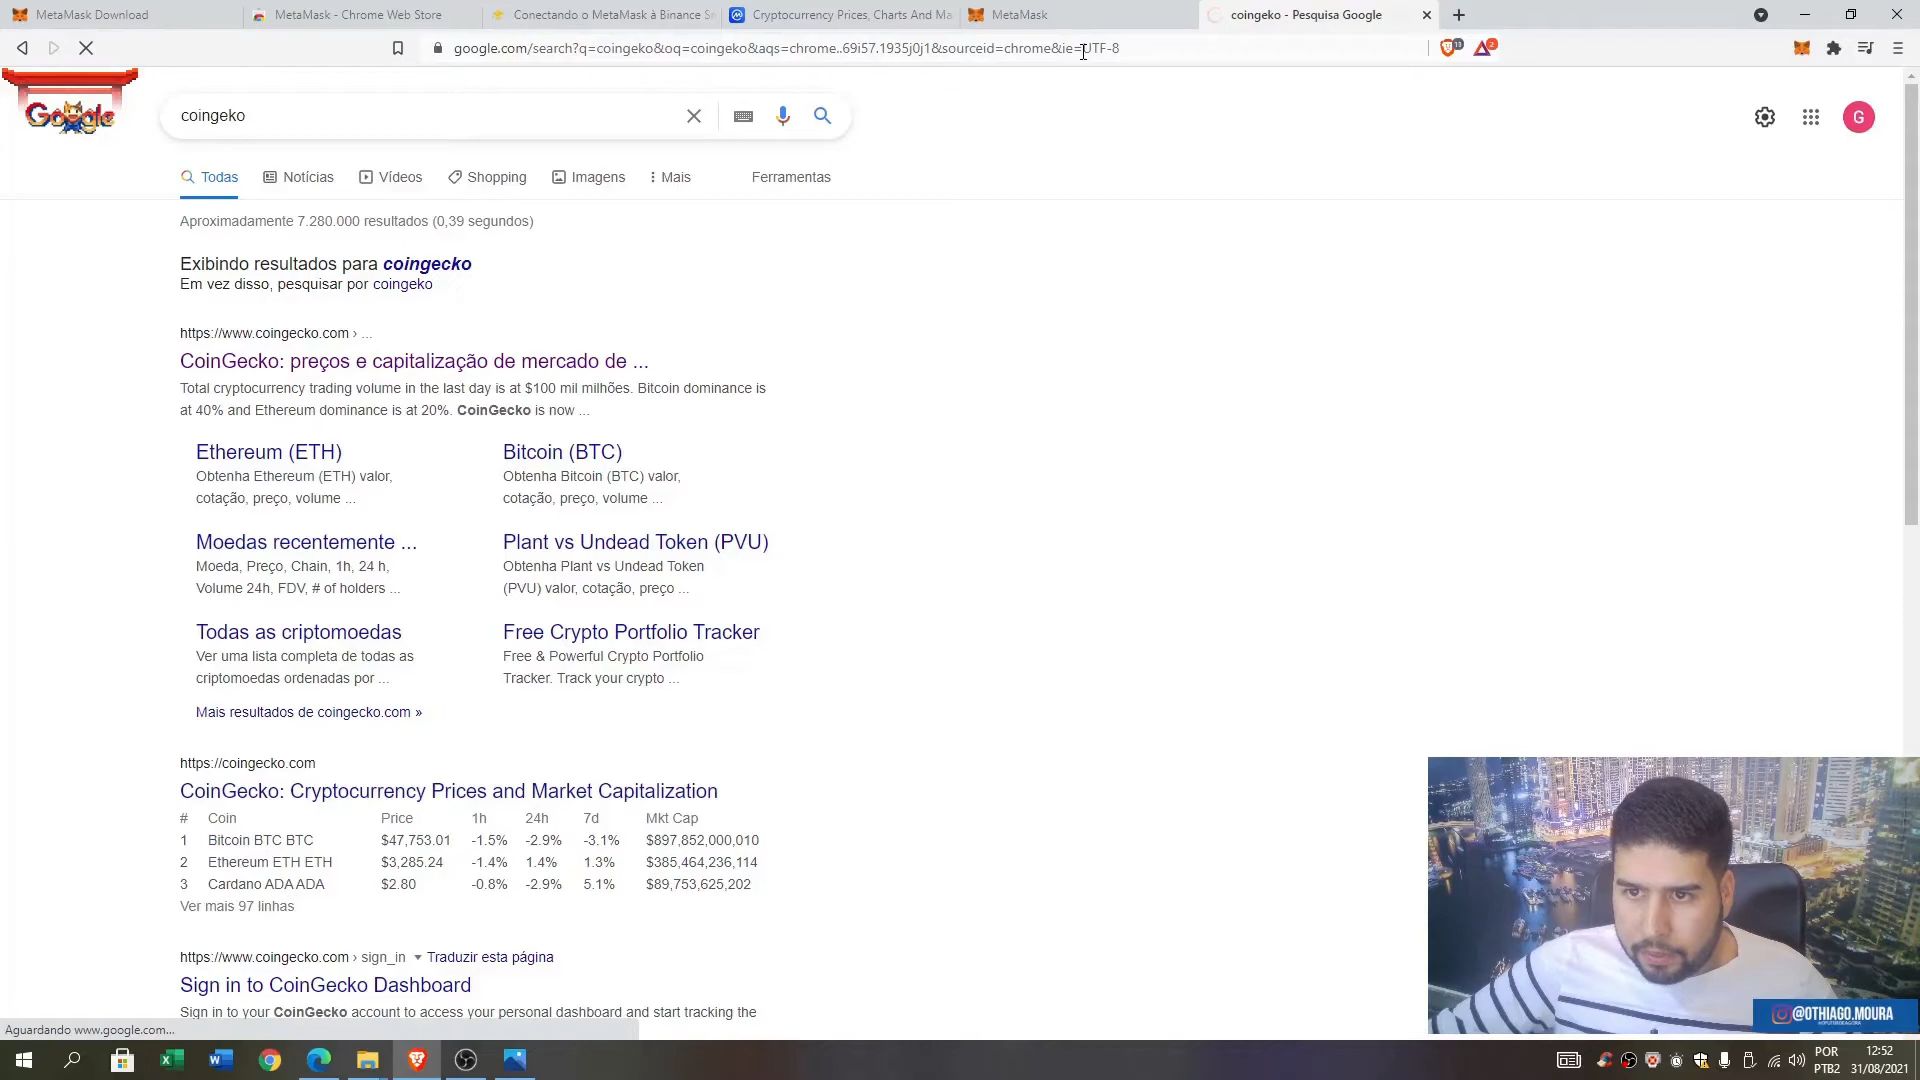 MetaMask Download
MetaMask - Chrome Web Store
Conectando o MetaMask à Binance S
Cryptocurrency Prices, Charts And Ma
MetaMask
coingeko - Pesquisa Google
google.com/search?q=coingeko&oq=coingeko&aqs=chrome..69i57.1935j0j1&sourceid=chrome&ie=UTF-8
13
2
Google
coingeko
G
Todas
Notícias
Vídeos
Shopping
Imagens
Mais
Ferramentas
Aproximadamente 7.280.000 resultados (0,39 segundos)
Exibindo resultados para coingecko
Em vez disso, pesquisar por coingeko
https://www.coingecko.com › ...
CoinGecko: preços e capitalização de mercado de ...
Total cryptocurrency trading volume in the last day is at $100 mil milhões. Bitcoin dominance is
at 40% and Ethereum dominance is at 20%. CoinGecko is now ...
Ethereum (ETH)
Obtenha Ethereum (ETH) valor,
cotação, preço, volume ...
Bitcoin (BTC)
Obtenha Bitcoin (BTC) valor,
cotação, preço, volume ...
Moedas recentemente ...
Moeda, Preço, Chain, 1h, 24 h,
Volume 24h, FDV, # of holders ...
Plant vs Undead Token (PVU)
Obtenha Plant vs Undead Token
(PVU) valor, cotação, preço ...
Todas as criptomoedas
Ver uma lista completa de todas as
criptomoedas ordenadas por ...
Free Crypto Portfolio Tracker
Free & Powerful Crypto Portfolio
Tracker. Track your crypto ...
Mais resultados de coingecko.com »
https://coingecko.com
CoinGecko: Cryptocurrency Prices and Market Capitalization
# Coin Price 1h 24h 7d Mkt Cap
1 Bitcoin BTC BTC $47,753.01 -1.5% -2.9% -3.1% $897,852,000,010
2 Ethereum ETH ETH $3,285.24 -1.4% 1.4% 1.3% $385,464,236,114
3 Cardano ADA ADA $2.80 -0.8% -2.9% 5.1% $89,753,625,202
Ver mais 97 linhas
https://www.coingecko.com › sign_in
Traduzir esta página
Sign in to CoinGecko Dashboard
Sign in to your CoinGecko account to access your personal dashboard and start tracking the
@OTHIAGO.MOURA
Aguardando www.google.com...
POR
PTB2
12:52
31/08/2021